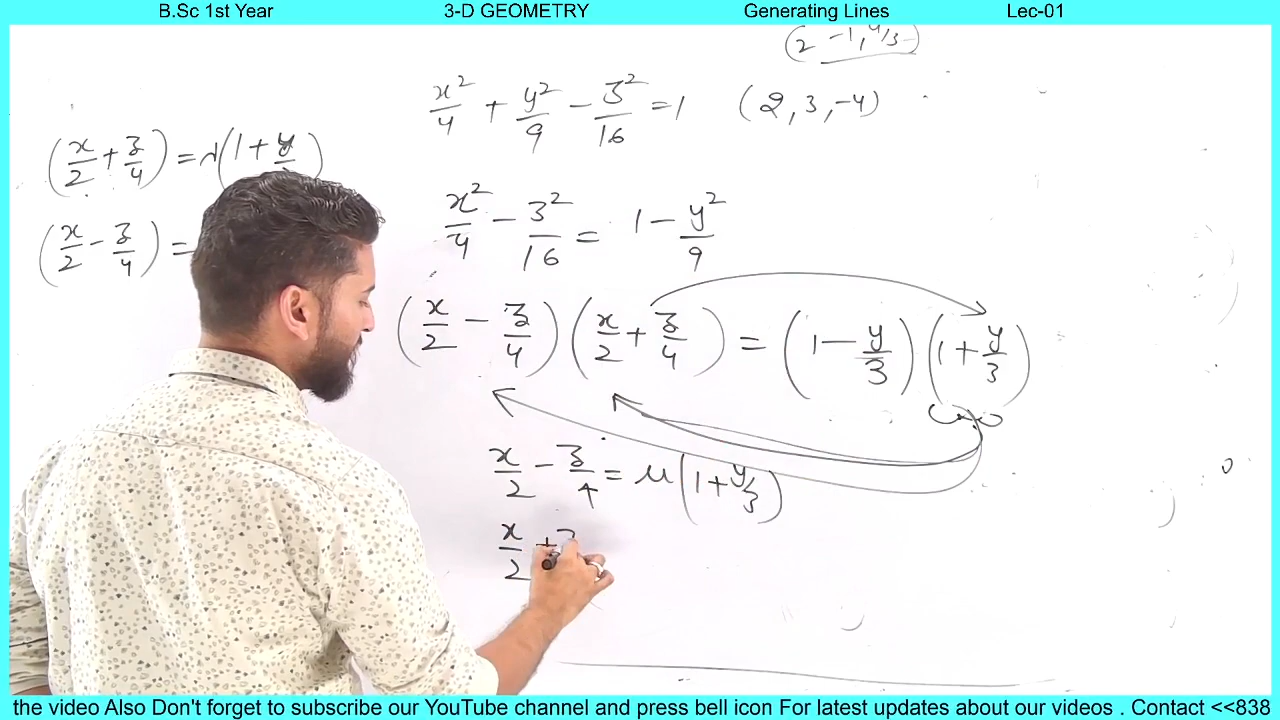 B.Sc 1st Year 3-D GEOMETRY Generating Lines Lec-01
(2 -1, 4/3)
x²/4 + y²/9 - z²/16 = 1 (2, 3, -4)
(x/2 + z/4) = λ(1 + y/
(x/2 - z/4) =
x²/4 - z²/16 = 1 - y²/9
(x/2 - z/4)(x/2 + z/4) = (1 - y/3)(1 + y/3)
x/2 - z/4 = μ(1 + y/3)
x/2 + z
the video Also Don't forget to subscribe our YouTube channel and press bell icon For latest updates about our videos . Contact <<838